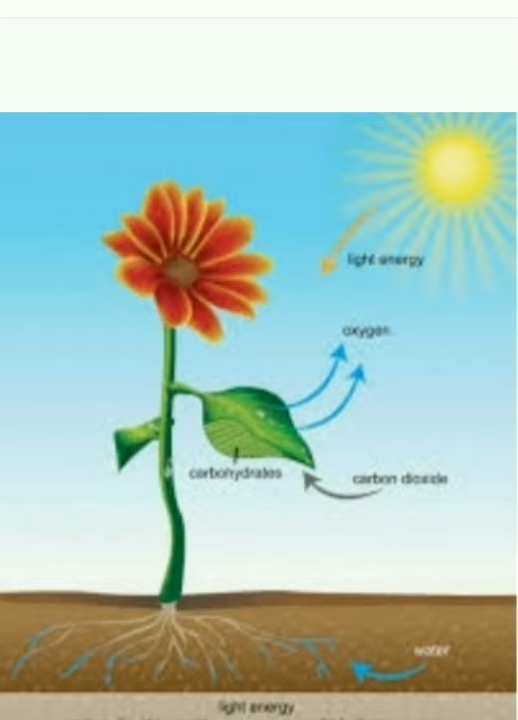 light energy
oxygen
carbohydrates
carbon dioxide
water
light energy